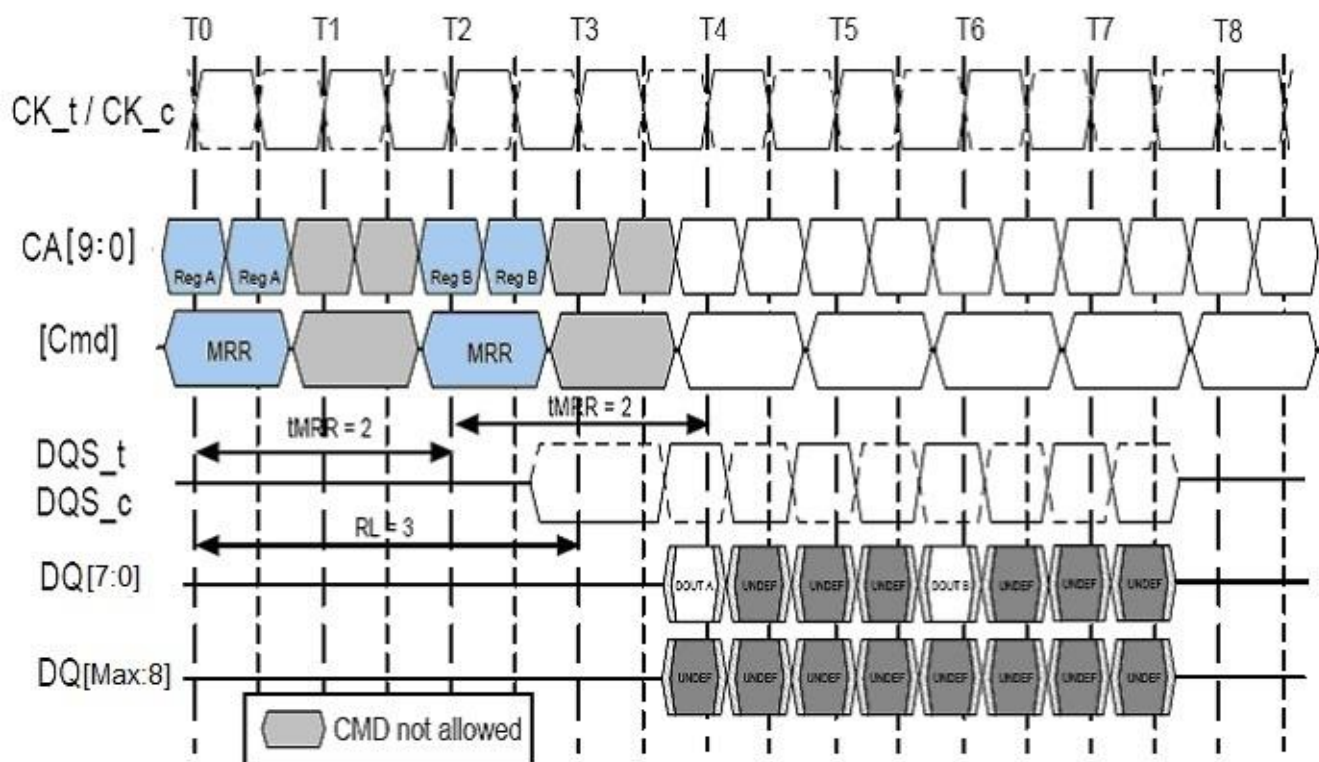 T0 T1 T2 T3 T4 T5 T6 T7 T8
CK_t / CK_c
CA[9:0]
Reg A Reg A Reg B Reg B
[Cmd]
MRR MRR
tMRR = 2
tMRR = 2
DQS_t
DQS_c
RL = 3
DQ[7:0]
DOUT A UNDEF UNDEF UNDEF DOUT B UNDEF UNDEF UNDEF
DQ[Max:8]
UNDEF UNDEF UNDEF UNDEF UNDEF UNDEF UNDEF UNDEF
CMD not allowed